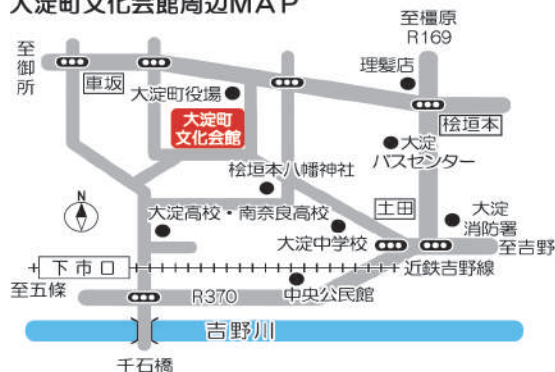 大淀町文化会館周辺MAP
至御所
至橿原
R169
理髪店
車坂
大淀町役場
大淀町
文化会館
桧垣本
大淀
バスセンター
桧垣本八幡神社
N
大淀高校・南奈良高校
土田
大淀
消防署
大淀中学校
至吉野
下市口
近鉄吉野線
至五條
R370
中央公民館
吉野川
千石橋